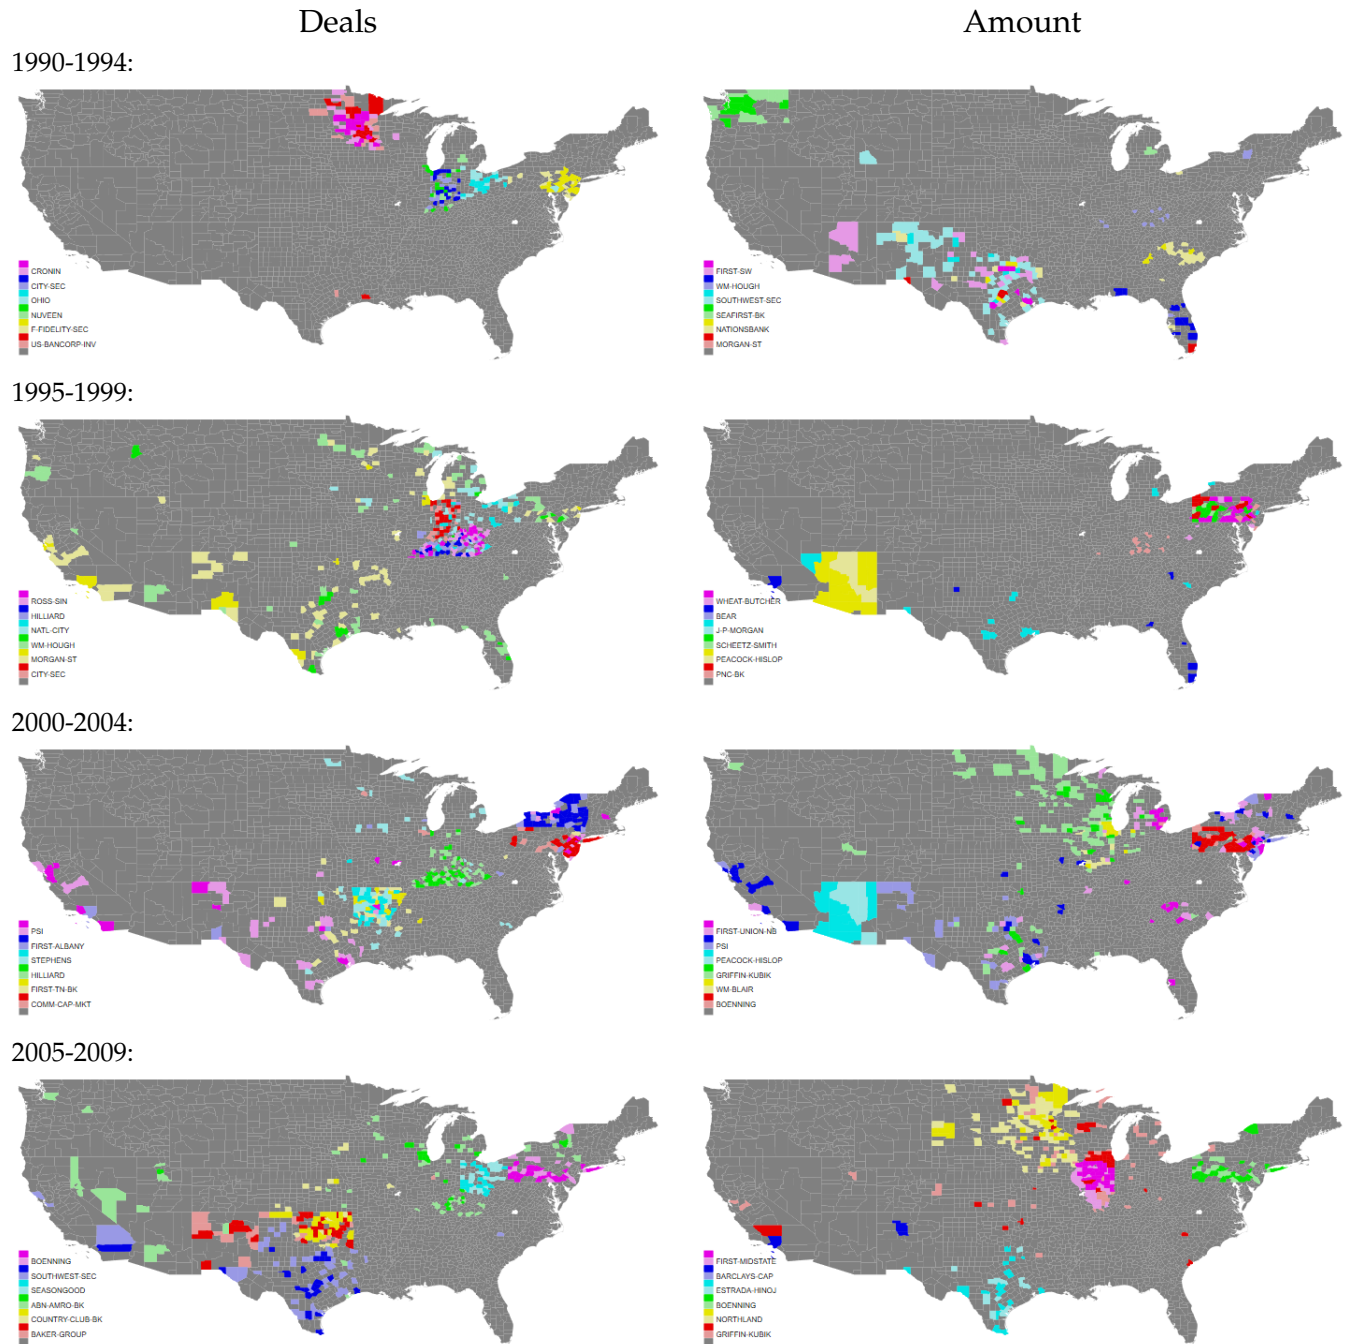 Deals
Amount
1990-1994:
CRONIN
CITY-SEC
OHIO
NUVEEN
F-FIDELITY-SEC
US-BANCORP-INV
FIRST-SW
WM-HOUGH
SOUTHWEST-SEC
SEAFIRST-BK
NATIONSBANK
MORGAN-ST
1995-1999:
ROSS-SIN
HILLIARD
NATL-CITY
WM-HOUGH
MORGAN-ST
CITY-SEC
WHEAT-BUTCHER
BEAR
J-P-MORGAN
SCHEETZ-SMITH
PEACOCK-HISLOP
PNC-BK
2000-2004:
PSI
FIRST-ALBANY
STEPHENS
HILLIARD
FIRST-TN-BK
COMM-CAP-MKT
FIRST-UNION-NB
PSI
PEACOCK-HISLOP
GRIFFIN-KUBIK
WM-BLAIR
BOENNING
2005-2009:
BOENNING
SOUTHWEST-SEC
SEASONGOOD
ABN-AMRO-BK
COUNTRY-CLUB-BK
BAKER-GROUP
FIRST-MIDSTATE
BARCLAYS-CAP
ESTRADA-HINOJ
BOENNING
NORTHLAND
GRIFFIN-KUBIK